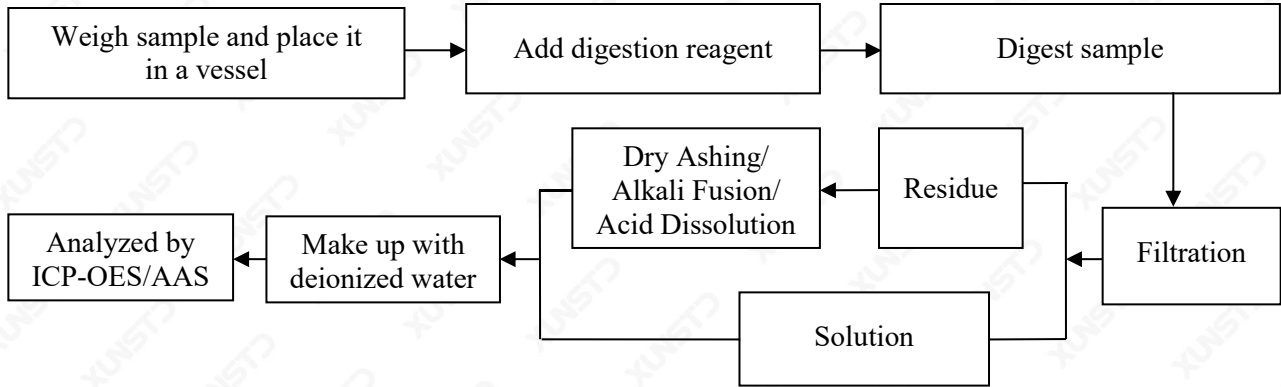 Weigh sample and place it
in a vessel
Add digestion reagent
Digest sample
Filtration
Residue
Dry Ashing/
Alkali Fusion/
Acid Dissolution
Solution
Make up with
deionized water
Analyzed by
ICP-OES/AAS